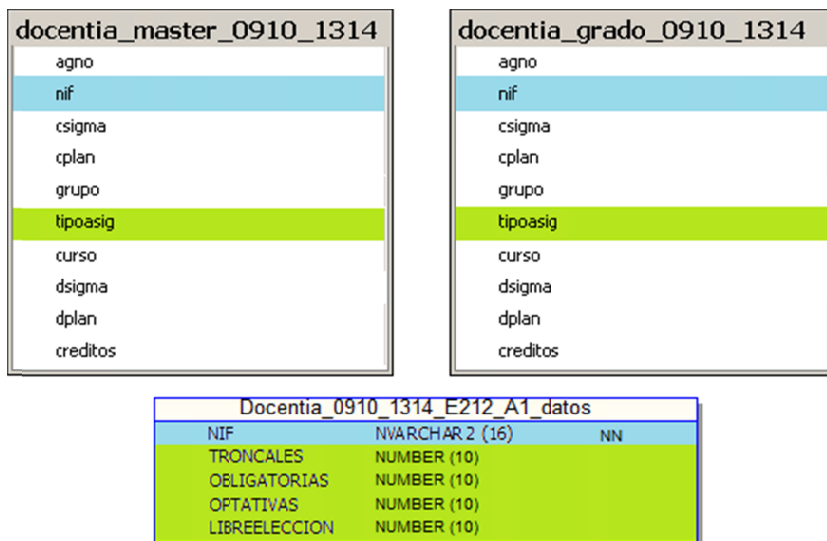 docentia_master_0910_1314
agno
nif
csigma
cplan
grupo
tipoasig
curso
dsigma
dplan
creditos
docentia_grado_0910_1314
agno
nif
csigma
cplan
grupo
tipoasig
curso
dsigma
dplan
creditos
Docentia_0910_1314_E212_A1_datos
NIF NVARCHAR2 (16) NN
TRONCALES NUMBER (10)
OBLIGATORIAS NUMBER (10)
OPTATIVAS NUMBER (10)
LIBREELECCION NUMBER (10)